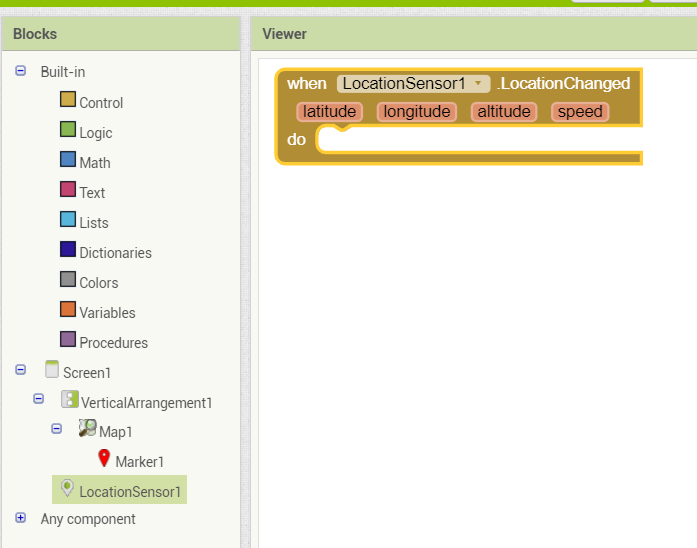 Blocks
Viewer
Built-in
Control
Logic
Math
Text
Lists
Dictionaries
Colors
Variables
Procedures
Screen1
VerticalArrangement1
Map1
Marker1
LocationSensor1
Any component
when LocationSensor1 .LocationChanged
latitude longitude altitude speed
do